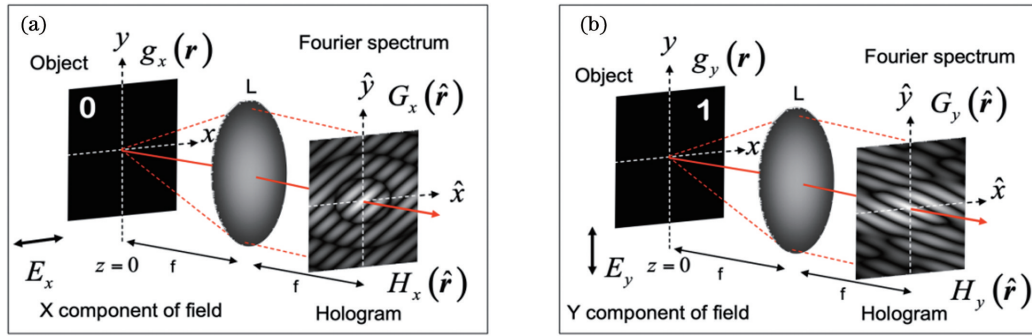 (a)
Object
y
g_x(r)
Fourier spectrum
0
L
ŷ
G_x(r̂)
x
x̂
E_x
z = 0
f
f
H_x(r̂)
X component of field
Hologram
(b)
Object
y
g_y(r)
Fourier spectrum
1
L
ŷ
G_y(r̂)
x
x̂
E_y
z = 0
f
f
H_y(r̂)
Y component of field
Hologram